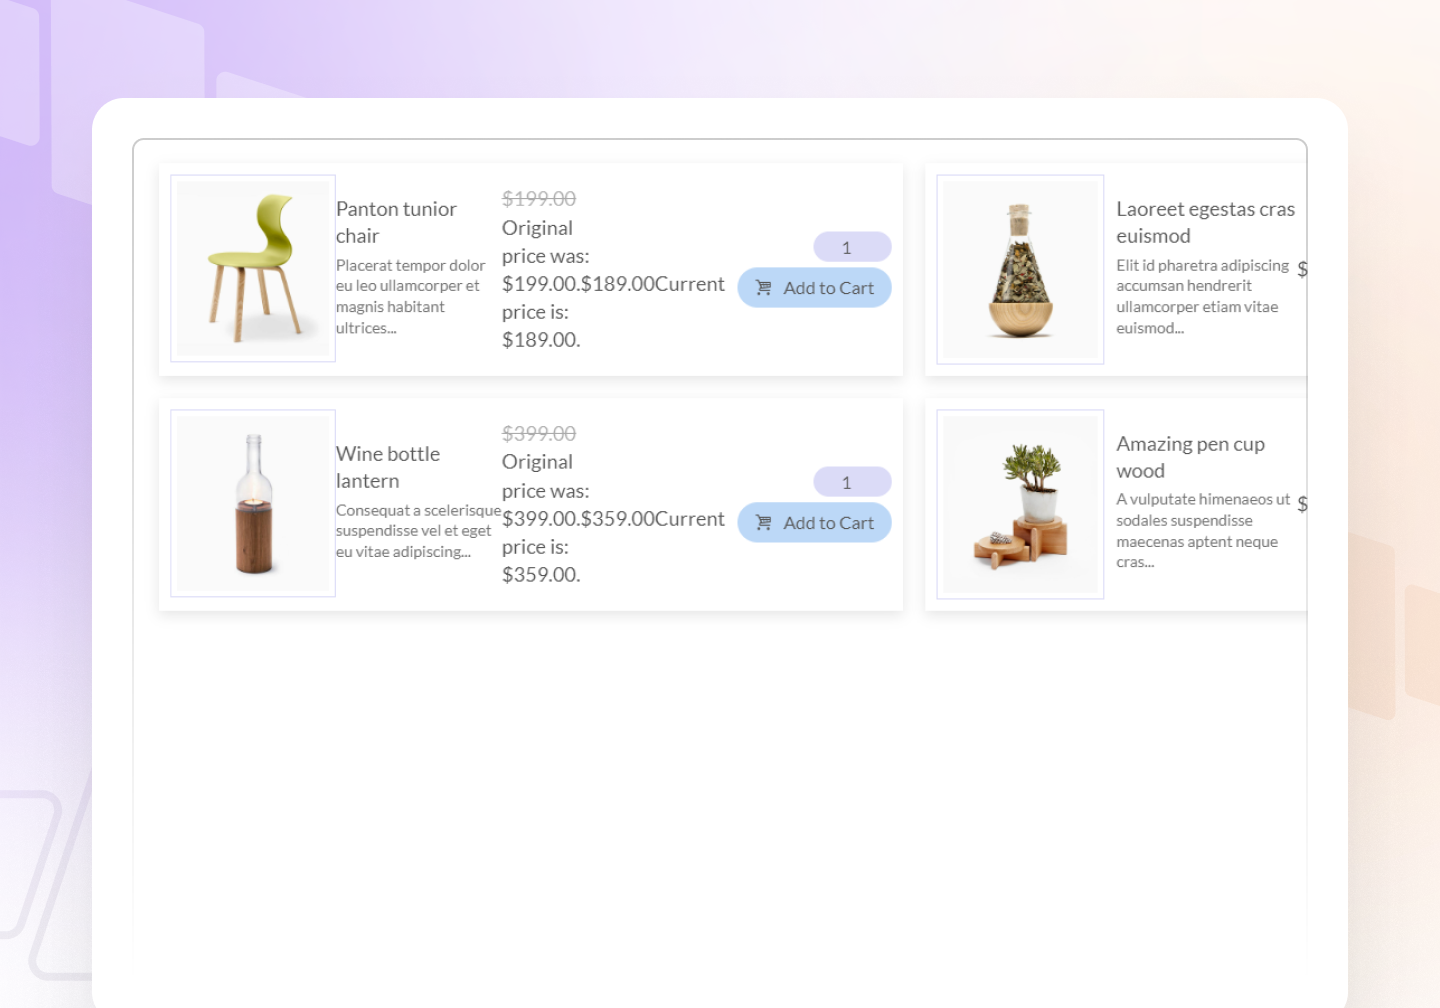 Panton tunior
chair
Placerat tempor dolor
eu leo ullamcorper et
magnis habitant
ultrices...
$199.00
Original
price was:
$199.00.$189.00Current
price is:
$189.00.
1
Add to Cart
Laoreet egestas cras
euismod
Elit id pharetra adipiscing
accumsan hendrerit
ullamcorper etiam vitae
euismod...
$
Wine bottle
lantern
Consequat a scelerisque
suspendisse vel et eget
eu vitae adipiscing...
$399.00
Original
price was:
$399.00.$359.00Current
price is:
$359.00.
1
Add to Cart
Amazing pen cup
wood
A vulputate himenaeos ut
sodales suspendisse
maecenas aptent neque
cras...
$